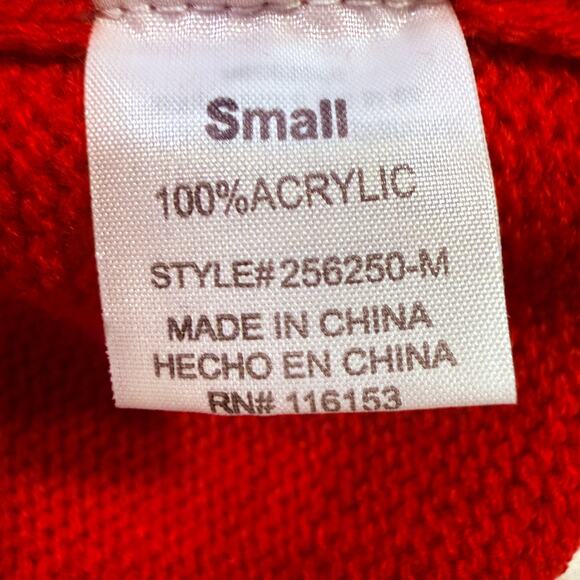 Small
100%ACRYLIC
STYLE#256250-M
MADE IN CHINA
HECHO EN CHINA
RN# 116153